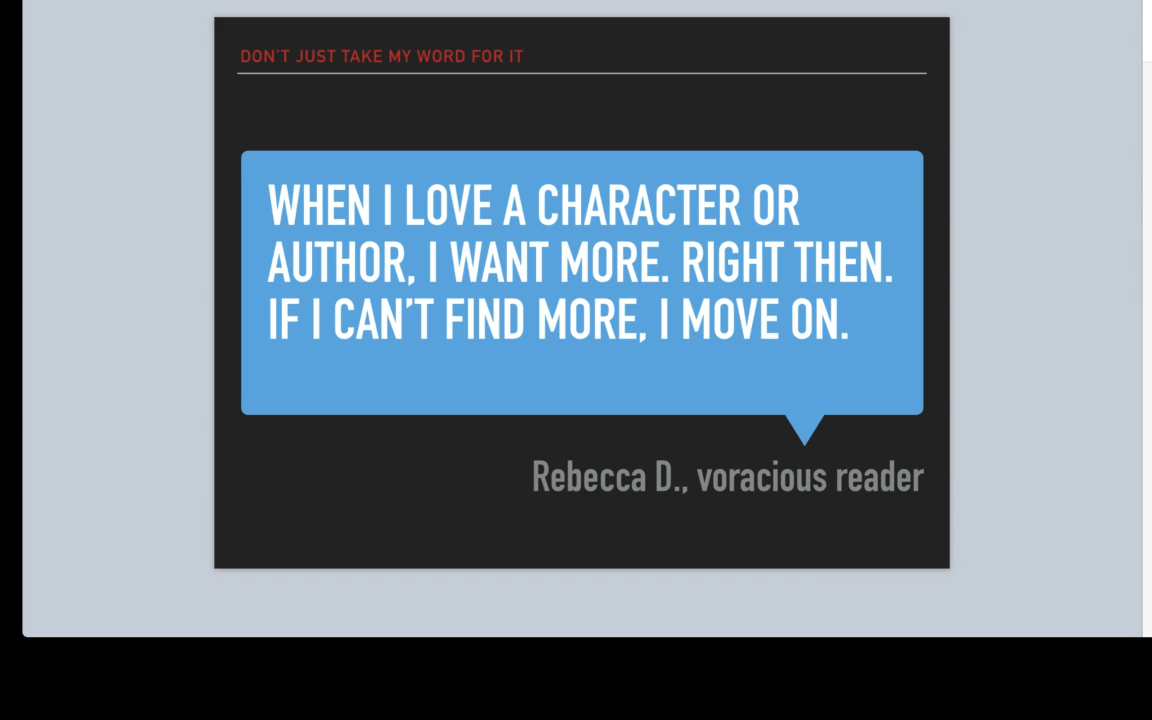 DON'T JUST TAKE MY WORD FOR IT
WHEN I LOVE A CHARACTER OR
AUTHOR, I WANT MORE. RIGHT THEN.
IF I CAN'T FIND MORE, I MOVE ON.
Rebecca D., voracious reader